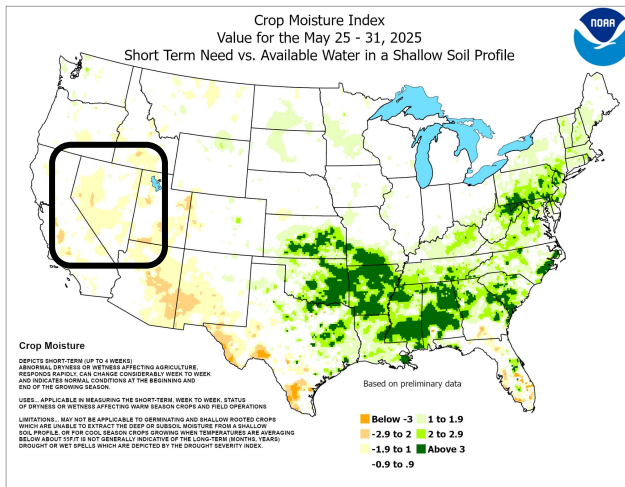 Crop Moisture Index
Value for the May 25 - 31, 2025
Short Term Need vs. Available Water in a Shallow Soil Profile
NOAA
Crop Moisture
DEPICTS SHORT-TERM (UP TO 4 WEEKS)
ABNORMAL DRYNESS OR WETNESS AFFECTING AGRICULTURE,
RESPONDS RAPIDLY, CAN CHANGE CONSIDERABLY WEEK TO WEEK
AND INDICATES NORMAL CONDITIONS AT THE BEGINNING AND
END OF THE GROWING SEASON.
USES... APPLICABLE IN MEASURING THE SHORT-TERM, WEEK TO WEEK, STATUS
OF DRYNESS OR WETNESS AFFECTING WARM SEASON CROPS AND FIELD OPERATIONS
LIMITATIONS... MAY NOT BE APPLICABLE TO GERMINATING AND SHALLOW ROOTED CROPS
WHICH ARE UNABLE TO EXTRACT THE DEEP OR SUBSOIL MOISTURE FROM A SHALLOW
SOIL PROFILE, OR FOR COOL SEASON CROPS GROWING WHEN TEMPERATURES ARE AVERAGING
BELOW ABOUT 55F.IT IS NOT GENERALLY INDICATIVE OF THE LONG-TERM (MONTHS, YEARS)
DROUGHT OR WET SPELLS WHICH ARE DEPICTED BY THE DROUGHT SEVERITY INDEX.
Based on preliminary data
Below -3
-2.9 to 2
-1.9 to 1
-0.9 to .9
1 to 1.9
2 to 2.9
Above 3